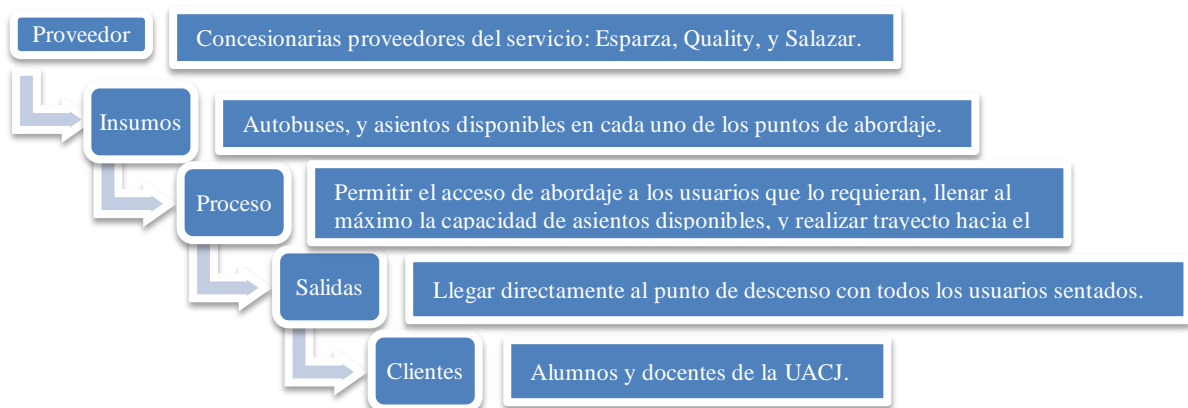 Proveedor
Concesionarias proveedores del servicio: Esparza, Quality, y Salazar.
Insumos
Autobuses, y asientos disponibles en cada uno de los puntos de abordaje.
Proceso
Permitir el acceso de abordaje a los usuarios que lo requieran, llenar al
máximo la capacidad de asientos disponibles, y realizar trayecto hacia el
Salidas
Llegar directamente al punto de descenso con todos los usuarios sentados.
Clientes
Alumnos y docentes de la UACJ.